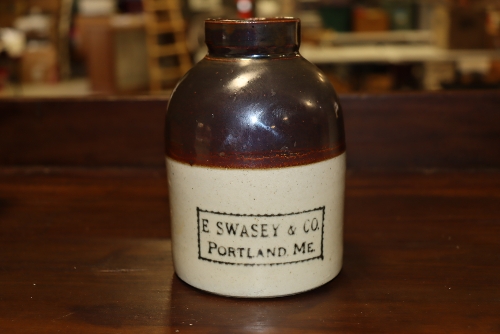 E SWASEY & CO.
PORTLAND, ME.